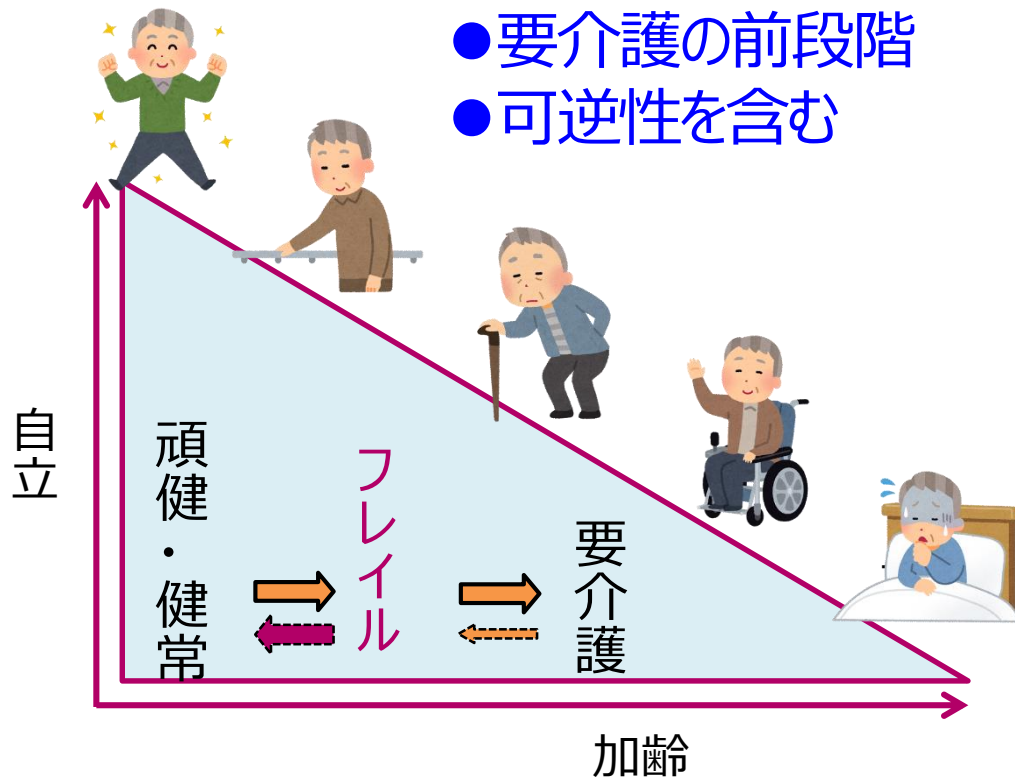 ●要介護の前段階
●可逆性を含む
自立
頑健・健常
フレイル
要介護
加齢